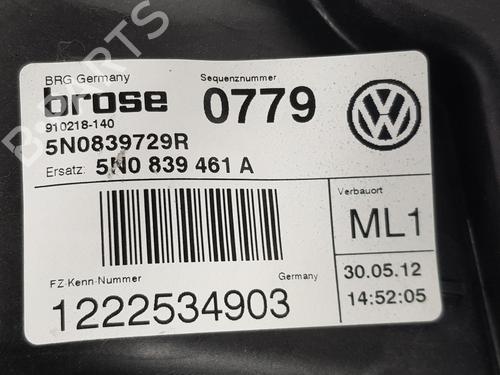 B-PARTS
BRG Germany
Sequenznummer
brose
0779
910218-140
5N0839729R
Ersatz: 5N0 839 461 A
Verbauort
ML1
FZ-Kenn-Nummer
Germany
30.05.12
1222534903
14:52:05